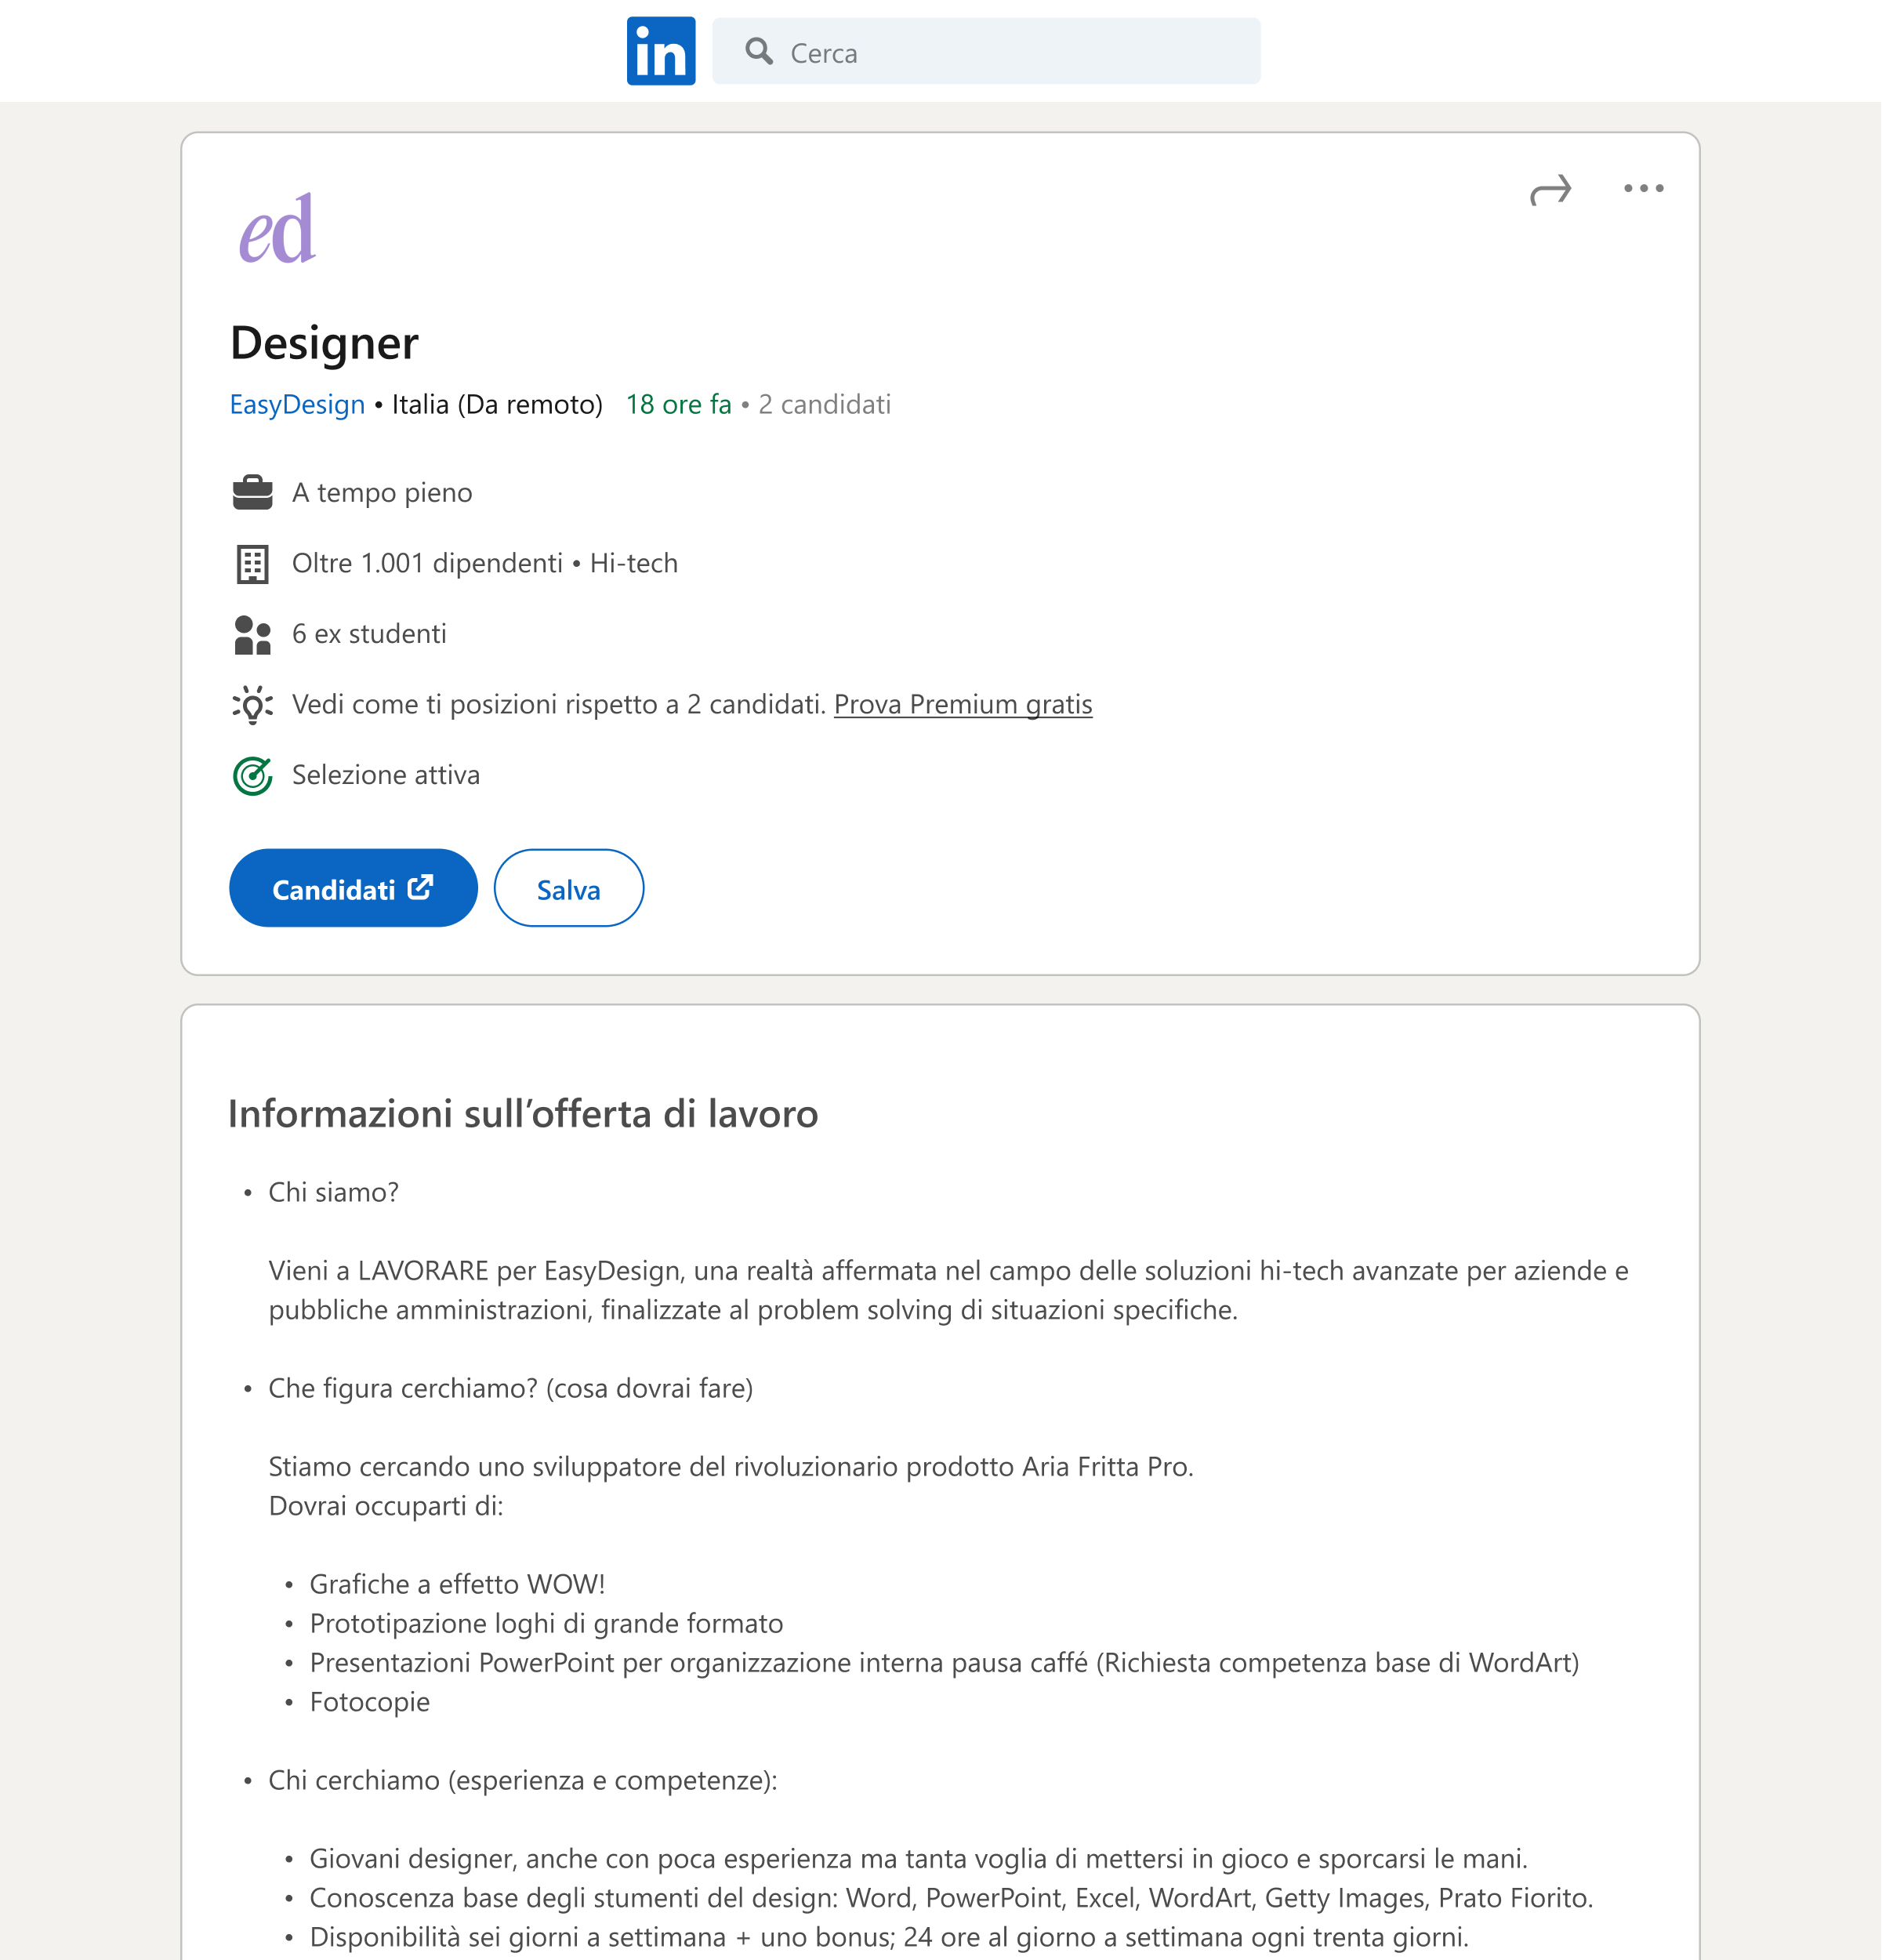 in
Cerca
ed
Designer
EasyDesign • Italia (Da remoto) 18 ore fa • 2 candidati
A tempo pieno
Oltre 1.001 dipendenti • Hi-tech
6 ex studenti
Vedi come ti posizioni rispetto a 2 candidati. Prova Premium gratis
Selezione attiva
Candidati
Salva
Informazioni sull’offerta di lavoro
• Chi siamo?
Vieni a LAVORARE per EasyDesign, una realtà affermata nel campo delle soluzioni hi-tech avanzate per aziende e
pubbliche amministrazioni, finalizzate al problem solving di situazioni specifiche.
• Che figura cerchiamo? (cosa dovrai fare)
Stiamo cercando uno sviluppatore del rivoluzionario prodotto Aria Fritta Pro.
Dovrai occuparti di:
• Grafiche a effetto WOW!
• Prototipazione loghi di grande formato
• Presentazioni PowerPoint per organizzazione interna pausa caffé (Richiesta competenza base di WordArt)
• Fotocopie
• Chi cerchiamo (esperienza e competenze):
• Giovani designer, anche con poca esperienza ma tanta voglia di mettersi in gioco e sporcarsi le mani.
• Conoscenza base degli stumenti del design: Word, PowerPoint, Excel, WordArt, Getty Images, Prato Fiorito.
• Disponibilità sei giorni a settimana + uno bonus; 24 ore al giorno a settimana ogni trenta giorni.